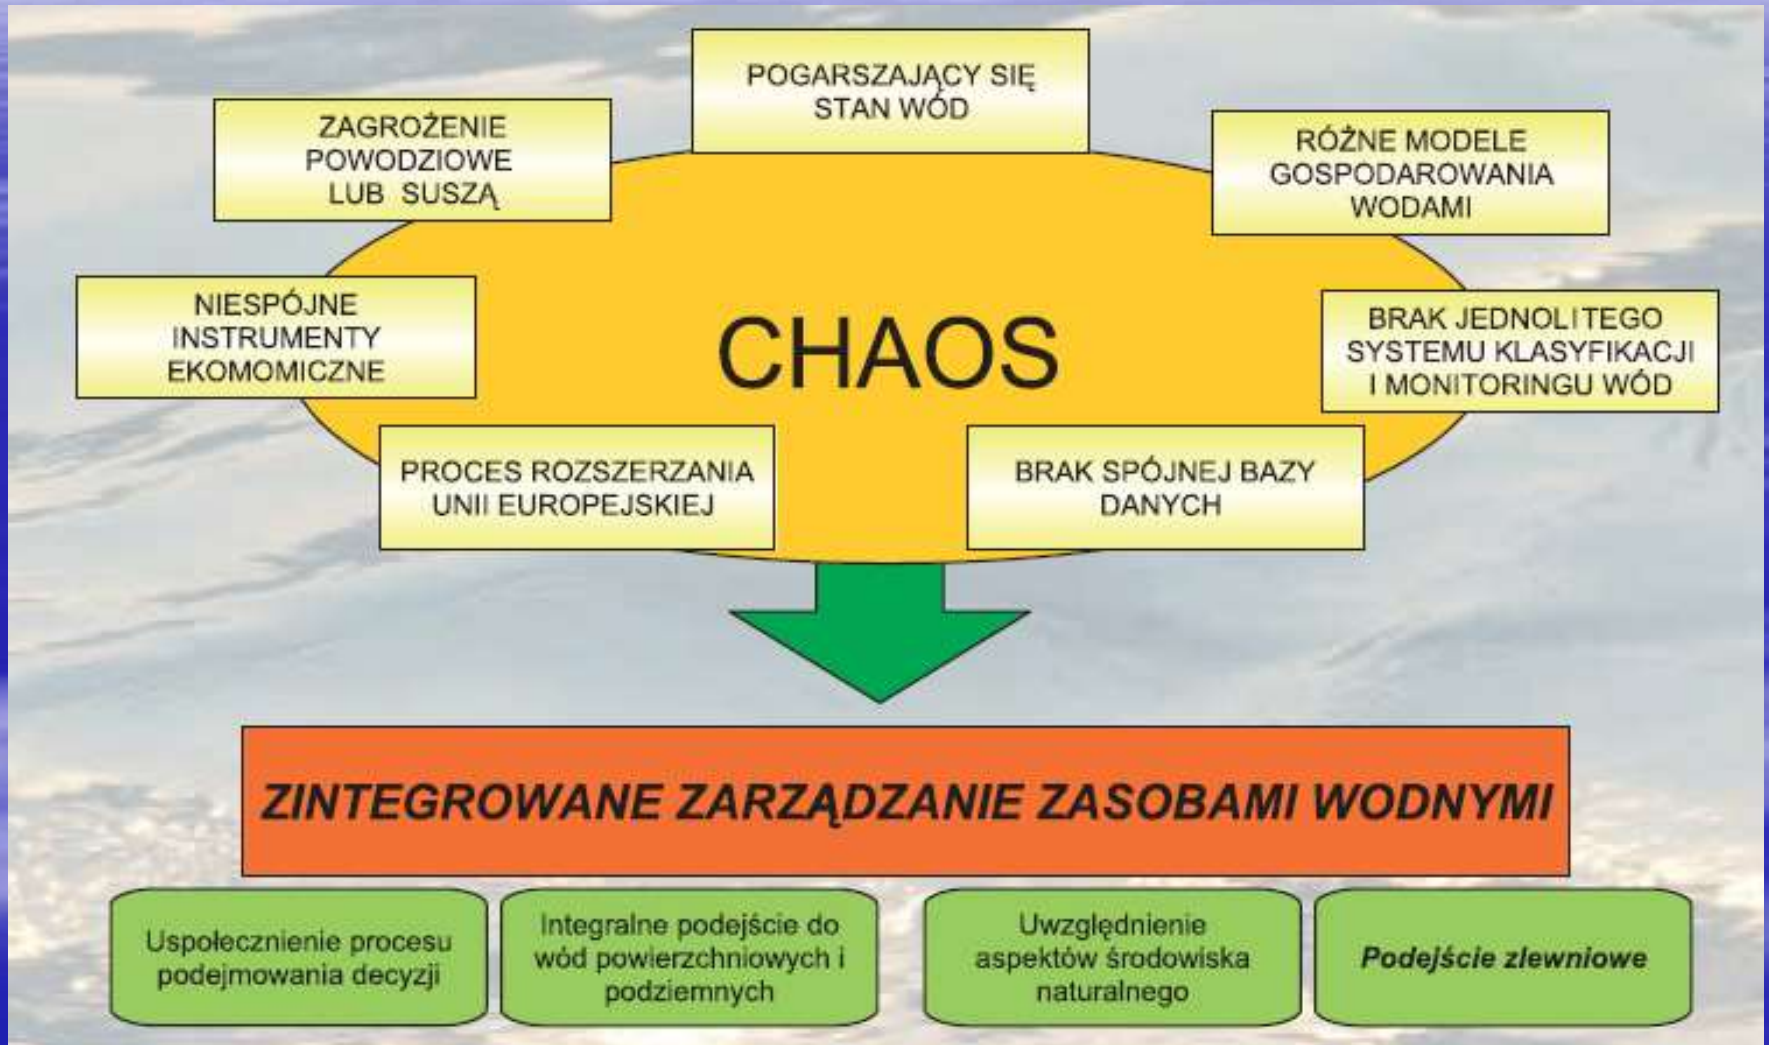 POGARSZAJĄCY SIĘ
STAN WÓD
ZAGROŻENIE
POWODZIOWE
LUB SUSZĄ
RÓŻNE MODELE
GOSPODAROWANIA
WODAMI
NIESPÓJNE
INSTRUMENTY
EKOMOMICZNE
CHAOS
BRAK JEDNOLITEGO
SYSTEMU KLASYFIKACJI
I MONITORINGU WÓD
PROCES ROZSZERZANIA
UNII EUROPEJSKIEJ
BRAK SPÓJNEJ BAZY
DANYCH
ZINTEGROWANE ZARZĄDZANIE ZASOBAMI WODNYMI
Uspołecznienie procesu
podejmowania decyzji
Integralne podejście do
wód powierzchniowych i
podziemnych
Uwzględnienie
aspektów środowiska
naturalnego
Podejście zlewniowe